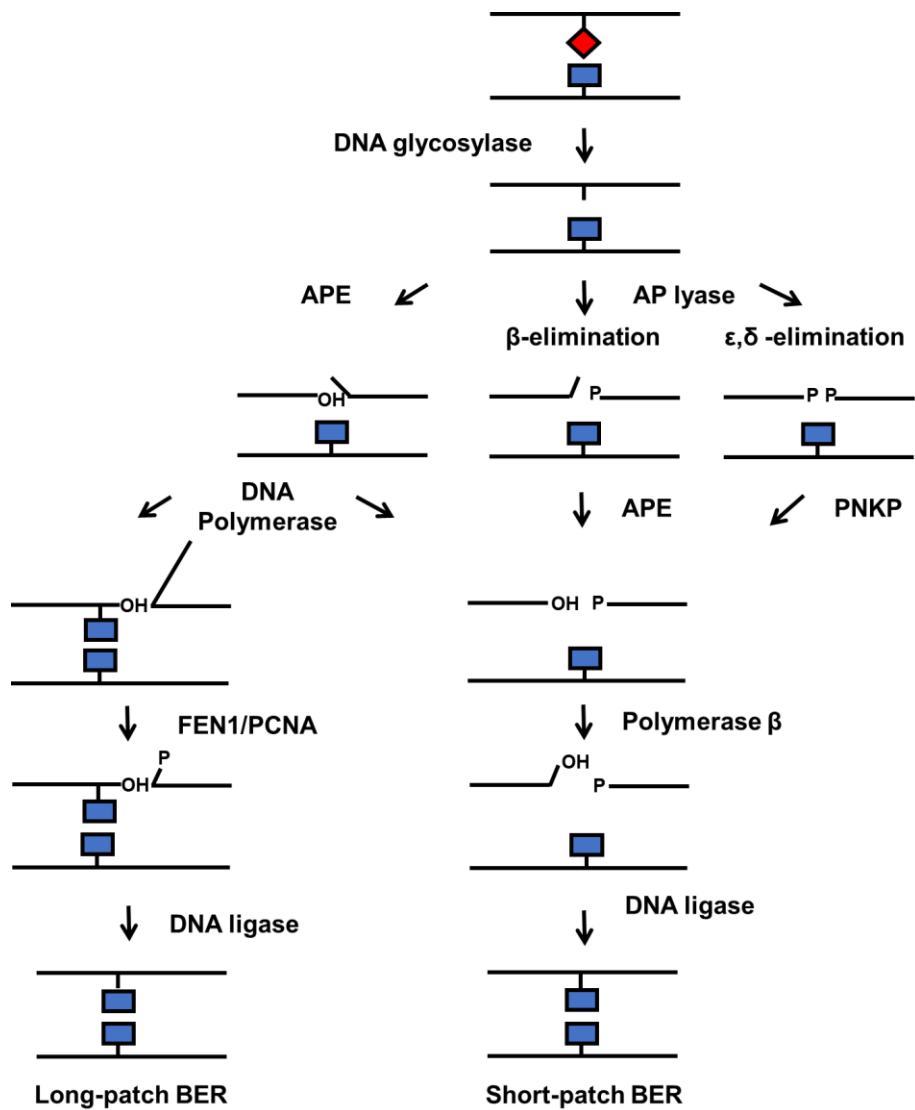 DNA glycosylase
APE
AP lyase
β-elimination
ε,δ -elimination
OH
P
P P
DNA
Polymerase
APE
PNKP
OH
OH P
FEN1/PCNA
Polymerase β
P
OH
OH
P
DNA ligase
DNA ligase
Long-patch BER
Short-patch BER